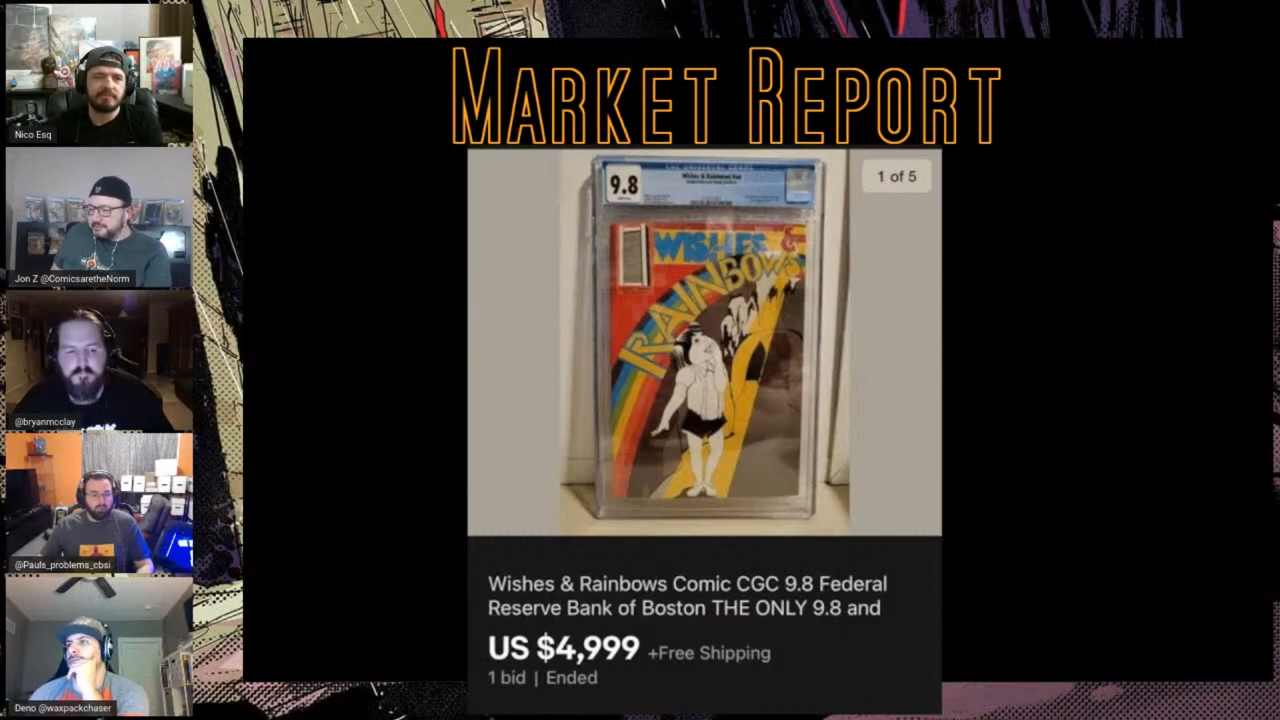 MARKET REPORT
Nico Esq
Jon Z @ComicsaretheNorm
@bryanmcclay
@Pauls_problems_cbsi
Deno @waxpackchaser
1 of 5
9.8
Wishes & Rainbows
WISHES &
RAINBOWS
Wishes & Rainbows Comic CGC 9.8 Federal
Reserve Bank of Boston THE ONLY 9.8 and
US $4,999 +Free Shipping
1 bid | Ended